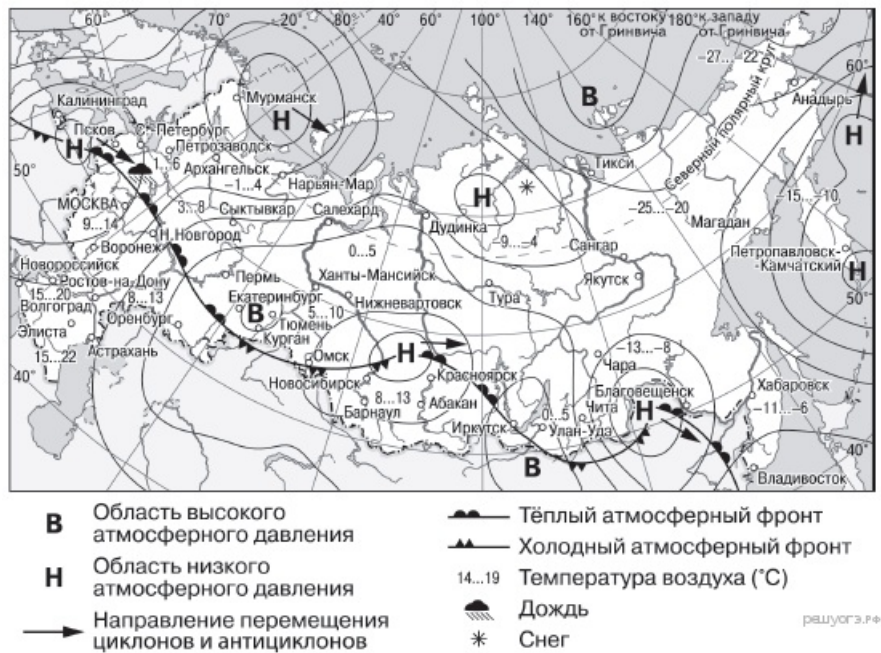 80° 40° 60° 100° 140° 160° к востоку 180° к западу
40° 20° от Гринвича от Гринвича
-27...-22
60°
Калининград
Мурманск
Н
В
Северный полярный круг
Анадырь
Н
Псков С.-Петербург
Н
Петрозаводск
1...6
Архангельск
50°
-1...4
Нарьян-Мар
Тикси
Н
МОСКВА
3...8
Сыктывкар
Салехард
-25...-20
-15...-10
9...14
Дудинка
Магадан
Н.Новгород
Воронеж
0...5
-9...-4
Сангар
Петропавловск-
-Камчатский
Новороссийск
Ростов-на-Дону
Пермь
Ханты-Мансийск
Якутск
Н
15...20
8...13
Екатеринбург
Нижневартовск
Тура
50°
Волгоград
Оренбург
В
5...10
Элиста
Тюмень
Курган
-13...-8
15...22
Астрахань
Омск
Н
Чара
40°
Новосибирск
Красноярск
Благовещенск
Хабаровск
8...13
Абакан
Н
Барнаул
0...5
Чита
-11...-6
Иркутск
Улан-Удэ
40°
В
Владивосток
В Область высокого
атмосферного давления
Н Область низкого
атмосферного давления
Направление перемещения
циклонов и антициклонов
Тёплый атмосферный фронт
Холодный атмосферный фронт
14...19 Температура воздуха (°C)
Дождь
Снег
решуогэ.рф